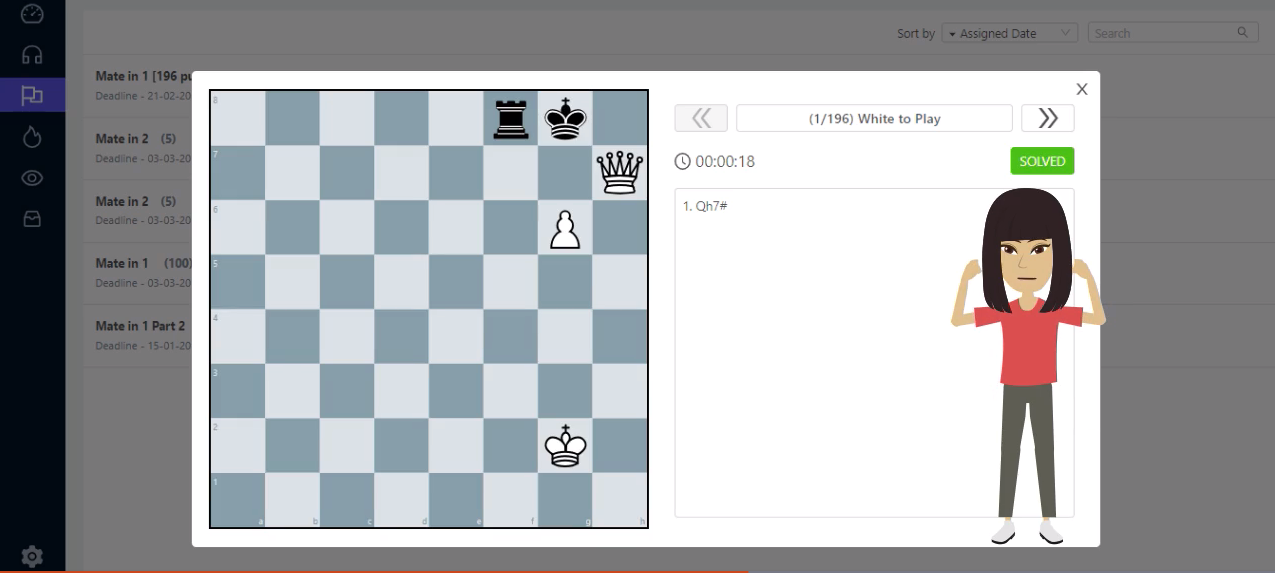 Sort by
Assigned Date
Search
Mate in 1 [196 pu
Deadline - 21-02-20
Mate in 2 (5)
Deadline - 03-03-20
Mate in 2 (5)
Deadline - 03-03-20
Mate in 1 (100)
Deadline - 03-03-20
Mate in 1 Part 2
Deadline - 15-01-20
X
(1/196) White to Play
00:00:18
SOLVED
1. Qh7#
8
7
6
5
4
3
2
1
a b c d e f g h